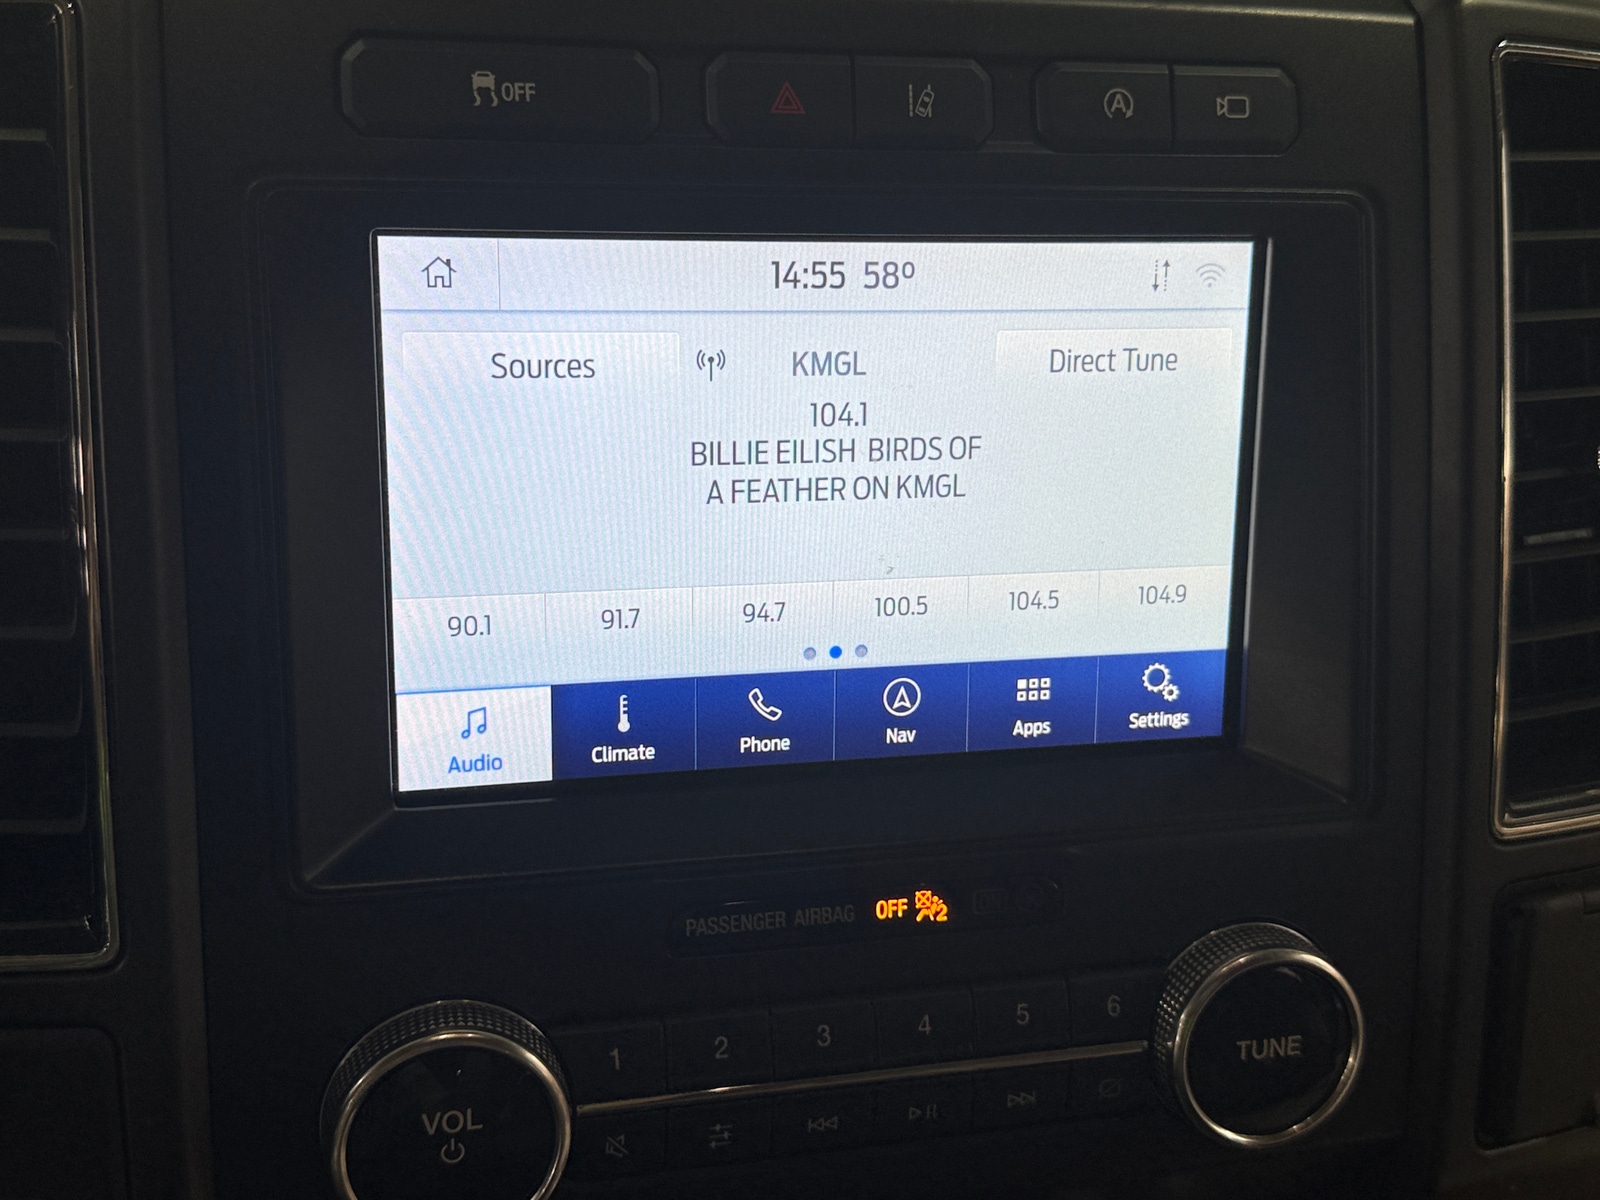 OFF
14:55 58°
Sources
KMGL
Direct Tune
104.1
BILLIE EILISH BIRDS OF
A FEATHER ON KMGL
90.1 91.7 94.7 100.5 104.5 104.9
Audio Climate Phone Nav Apps Settings
PASSENGER AIRBAG OFF 2
1 2 3 4 5 6
VOL
TUNE